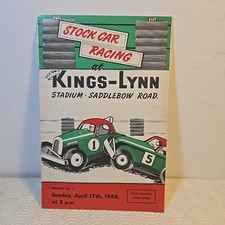 STOCK CAR
RACING
at
KINGS-LYNN
STADIUM · SADDLEBOW ROAD.
1
5
Sunday, April 17th, 1966,
at 3 p.m.